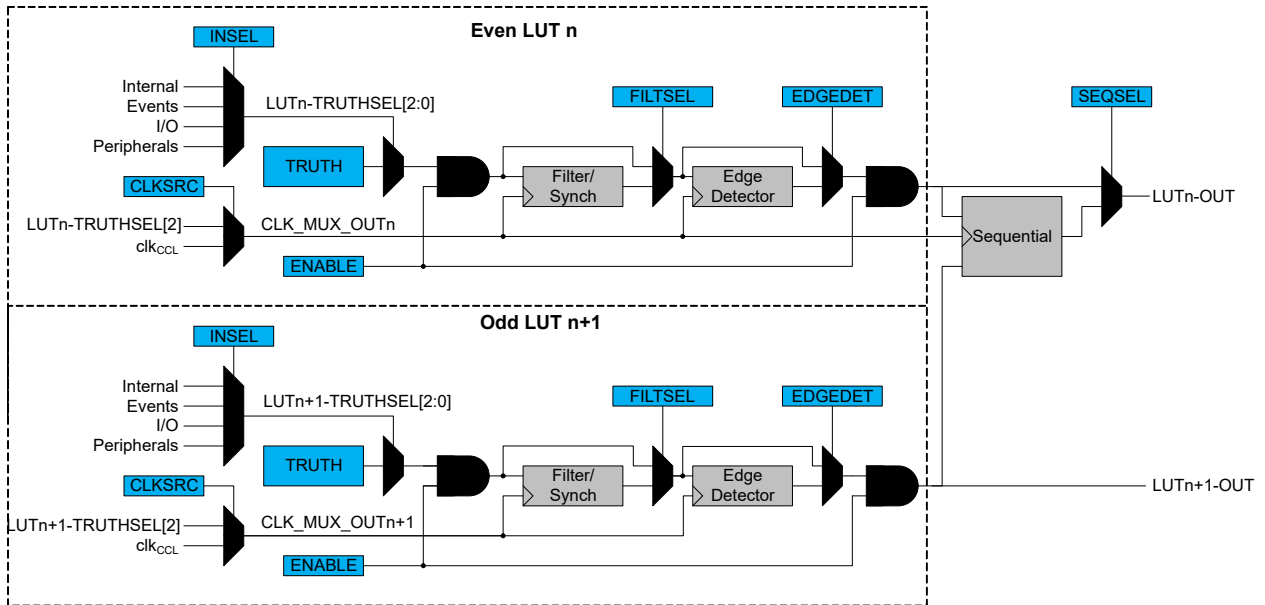 Even LUT n
INSEL
Internal
Events
I/O
Peripherals
LUTn-TRUTHSEL[2:0]
FILTSEL
EDGEDET
SEQSEL
TRUTH
Filter/
Synch
Edge
Detector
CLKSRC
LUTn-TRUTHSEL[2]
clkCCL
CLK_MUX_OUTn
ENABLE
Sequential
LUTn-OUT
Odd LUT n+1
INSEL
Internal
Events
I/O
Peripherals
LUTn+1-TRUTHSEL[2:0]
FILTSEL
EDGEDET
TRUTH
Filter/
Synch
Edge
Detector
CLKSRC
LUTn+1-TRUTHSEL[2]
clkCCL
CLK_MUX_OUTn+1
ENABLE
LUTn+1-OUT